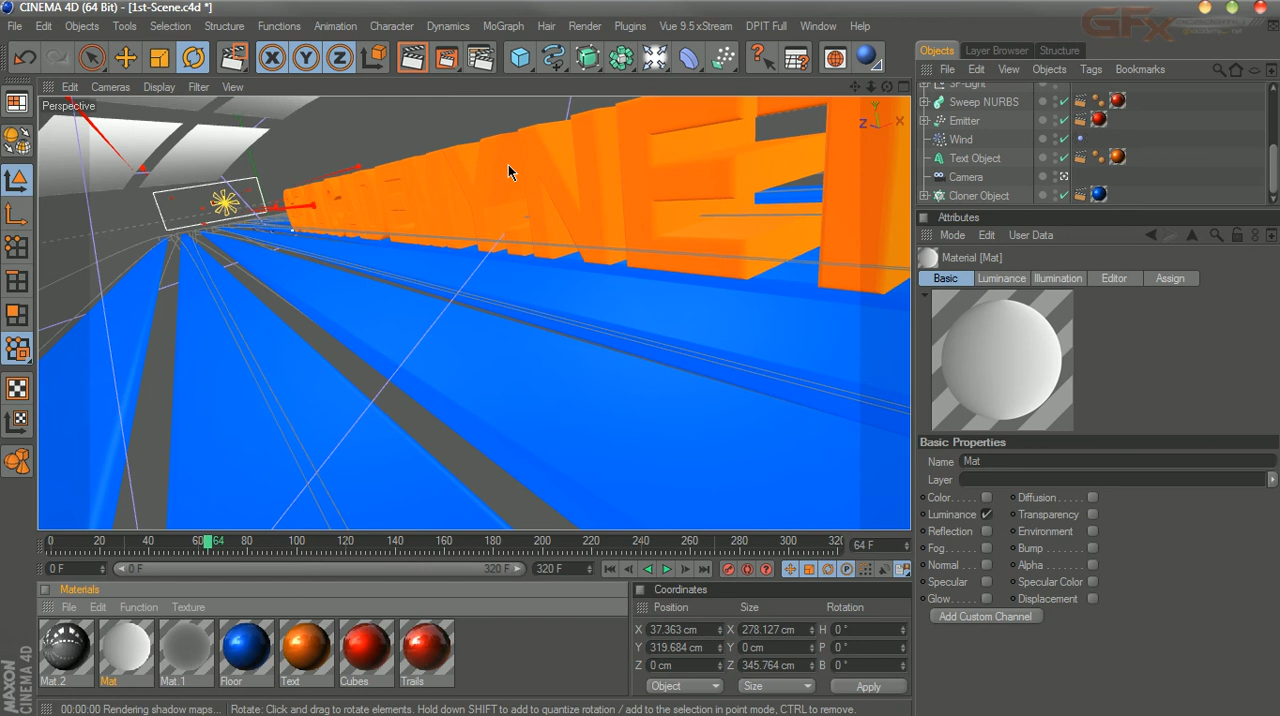 CINEMA 4D (64 Bit) - [1st-Scene.c4d *]
File Edit Objects Tools Selection Structure Functions Animation Character Dynamics MoGraph Hair Render Plugins Vue 9.5 xStream DPIT Full Window Help
GFx
Objects Layer Browser Structure
File Edit View Objects Tags Bookmarks
Edit Cameras Display Filter View
Perspective
Y
Z X
Sweep NURBS
Emitter
Wind
Text Object
Camera
Cloner Object
Attributes
Mode Edit User Data
Material [Mat]
Basic Luminance Illumination Editor Assign
Basic Properties
Name Mat
Layer
Color Diffusion
Luminance Transparency
Reflection Environment
Fog Bump
Normal Alpha
Specular Specular Color
Glow Displacement
Add Custom Channel
0 20 40 60 64 80 100 120 140 160 180 200 220 240 260 280 300 320 64 F
0 F 0 F 320 F 320 F
Materials
File Edit Function Texture
Mat.2 Mat Mat.1 Floor Text Cubes Trails
Coordinates
Position Size Rotation
X 37.363 cm X 278.127 cm H 0 °
Y 319.684 cm Y 0 cm P 0 °
Z 0 cm Z 345.764 cm B 0 °
Object Size Apply
MAXON
CINEMA 4D
00:00:00 Rendering shadow maps... Rotate: Click and drag to rotate elements. Hold down SHIFT to add to quantize rotation / add to the selection in point mode, CTRL to remove.